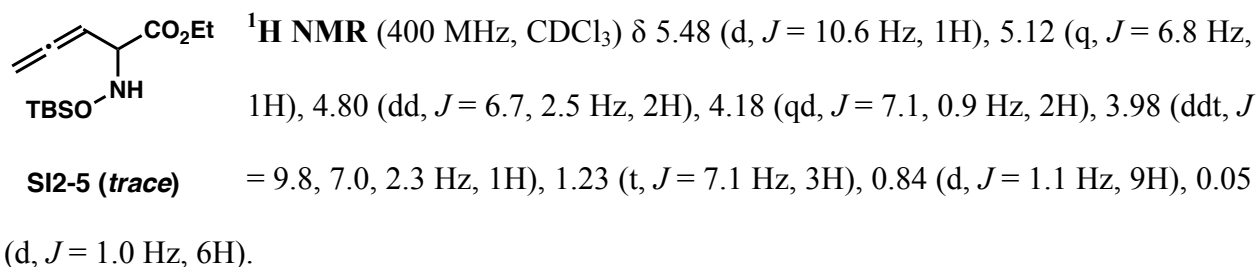 CO₂Et
NH
TBSO
SI2-5 (trace)
¹H NMR (400 MHz, CDCl₃) δ 5.48 (d, J = 10.6 Hz, 1H), 5.12 (q, J = 6.8 Hz,
1H), 4.80 (dd, J = 6.7, 2.5 Hz, 2H), 4.18 (qd, J = 7.1, 0.9 Hz, 2H), 3.98 (ddt, J
= 9.8, 7.0, 2.3 Hz, 1H), 1.23 (t, J = 7.1 Hz, 3H), 0.84 (d, J = 1.1 Hz, 9H), 0.05
(d, J = 1.0 Hz, 6H).